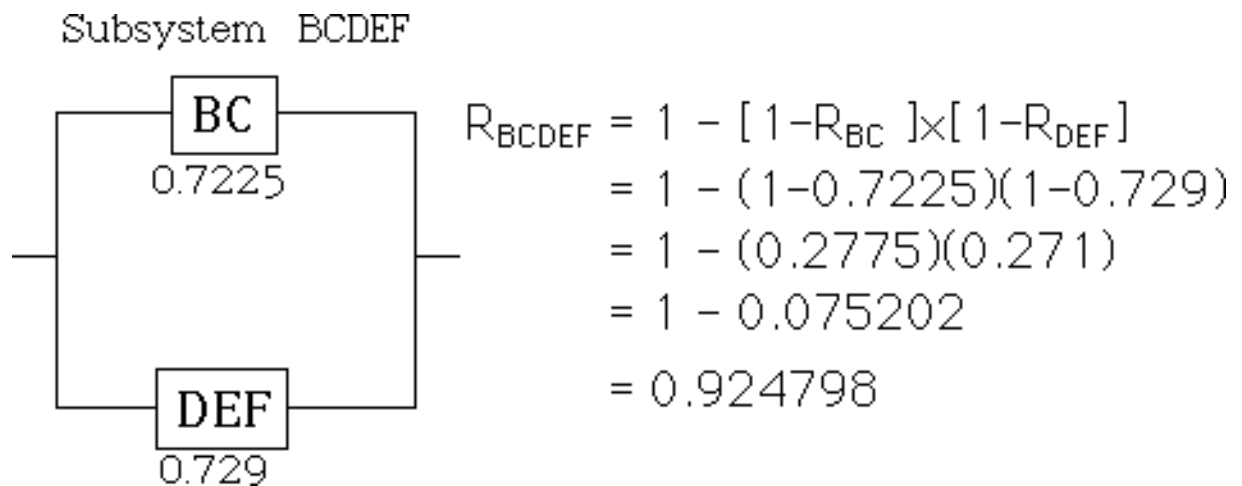 Subsystem BCDEF
BC
0.7225
DEF
0.729
R_BCDEF = 1 - [1-R_BC ]×[1-R_DEF]
= 1 - (1-0.7225)(1-0.729)
= 1 - (0.2775)(0.271)
= 1 - 0.075202
= 0.924798